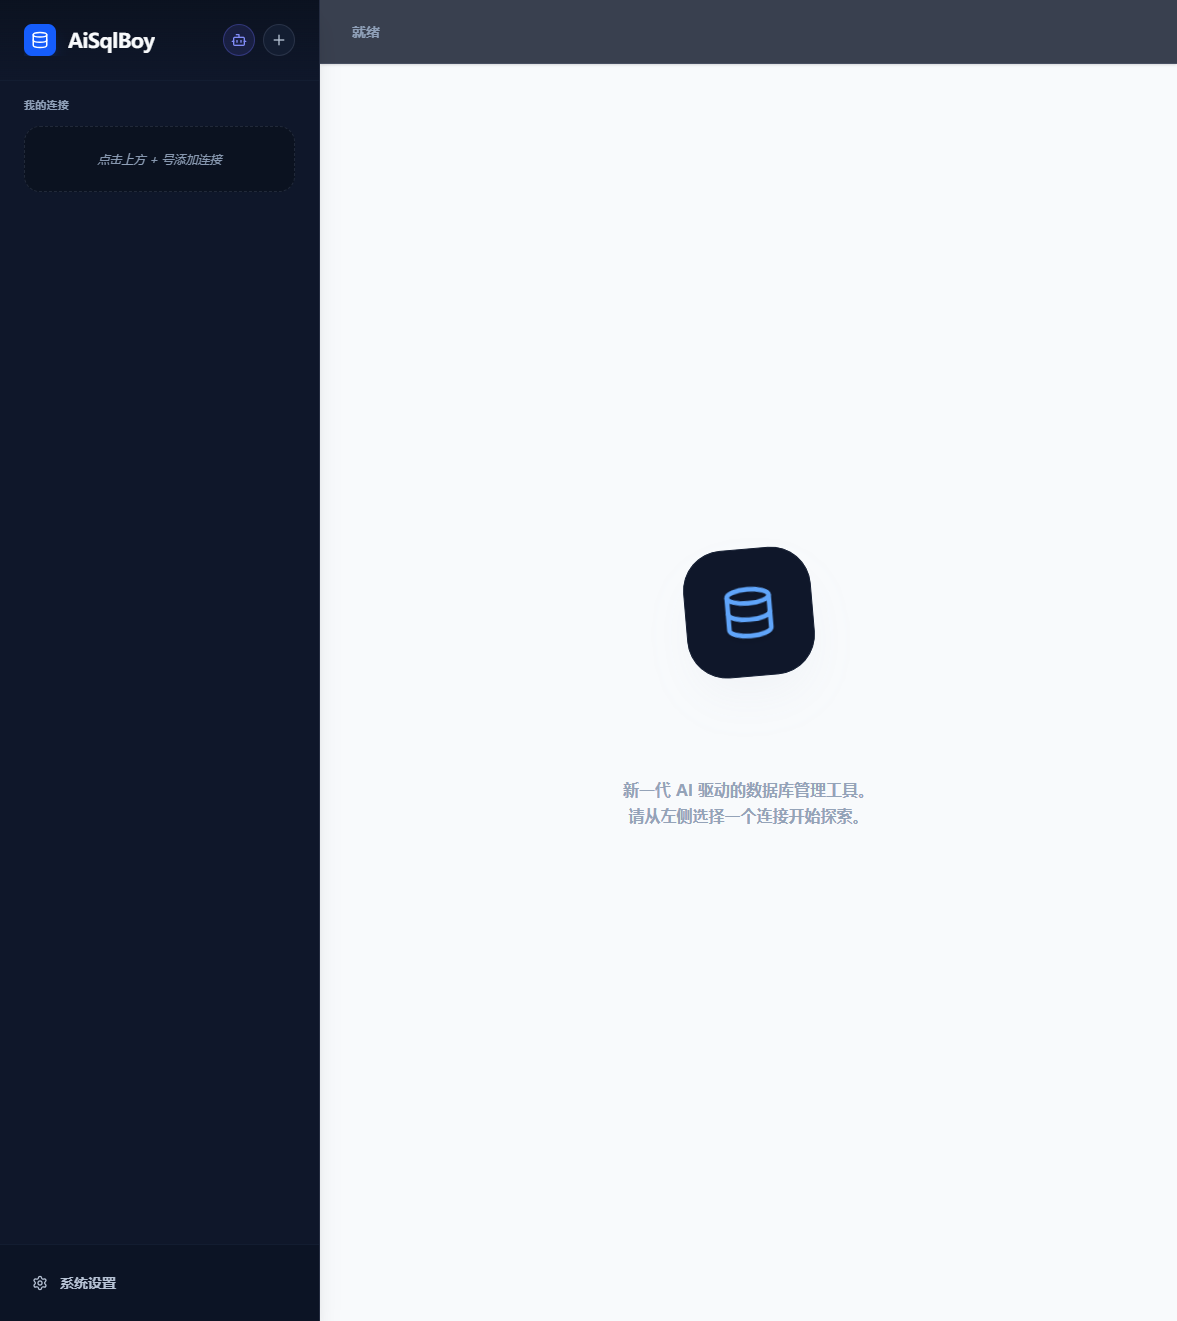 AiSqlBoy
我的连接
点击上方 + 号添加连接
系统设置
就绪
新一代 AI 驱动的数据库管理工具。
请从左侧选择一个连接开始探索。